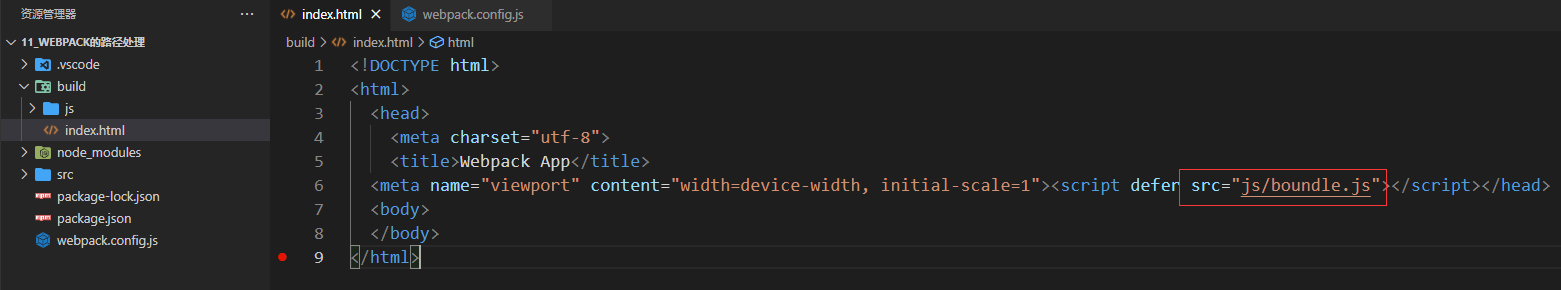 资源管理器 ···
11_WEBPACK的路径处理
.vscode
build
js
index.html
node_modules
src
package-lock.json
package.json
webpack.config.js
index.html webpack.config.js
build > index.html > html
1 <!DOCTYPE html>
2 <html>
3 <head>
4 <meta charset="utf-8">
5 <title>Webpack App</title>
6 <meta name="viewport" content="width=device-width, initial-scale=1"><script defer src="js/boundle.js"></script></head>
7 <body>
8 </body>
9 </html>